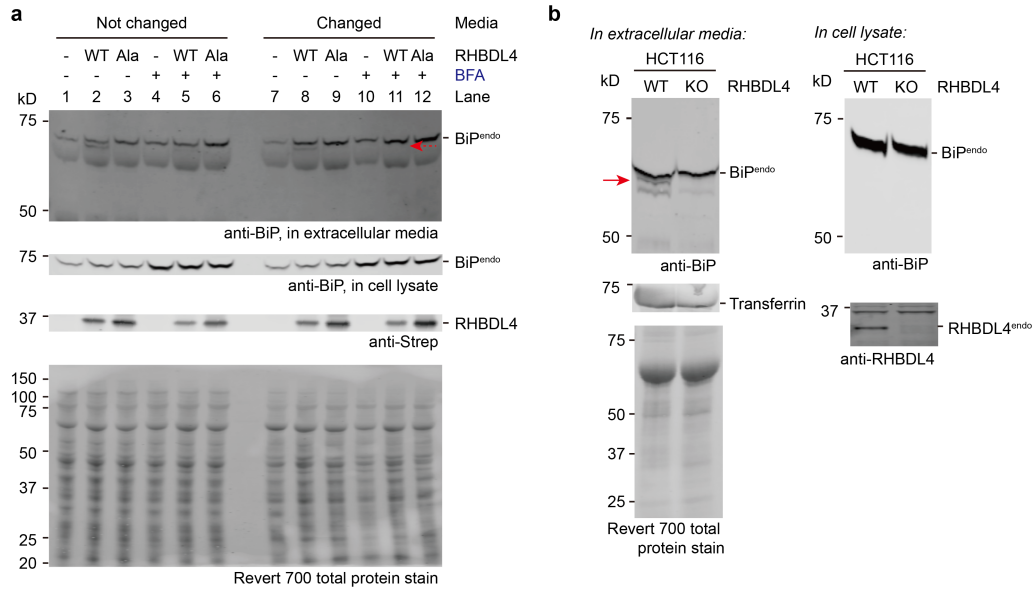 a
Not changed Changed Media
- WT Ala - WT Ala - WT Ala - WT Ala RHBDL4
- - - + + + - - - + + + BFA
kD 1 2 3 4 5 6 7 8 9 10 11 12 Lane
75
BiPendo
50
anti-BiP, in extracellular media
75
BiPendo
anti-BiP, in cell lysate
37
RHBDL4
anti-Strep
150
100
75
50
37
25
20
Revert 700 total protein stain
b
In extracellular media:
HCT116
kD WT KO RHBDL4
75
BiPendo
50
anti-BiP
75
Transferrin
75
50
37
25
Revert 700 total
protein stain
In cell lysate:
HCT116
kD WT KO RHBDL4
75
BiPendo
50
anti-BiP
37
RHBDL4endo
anti-RHBDL4